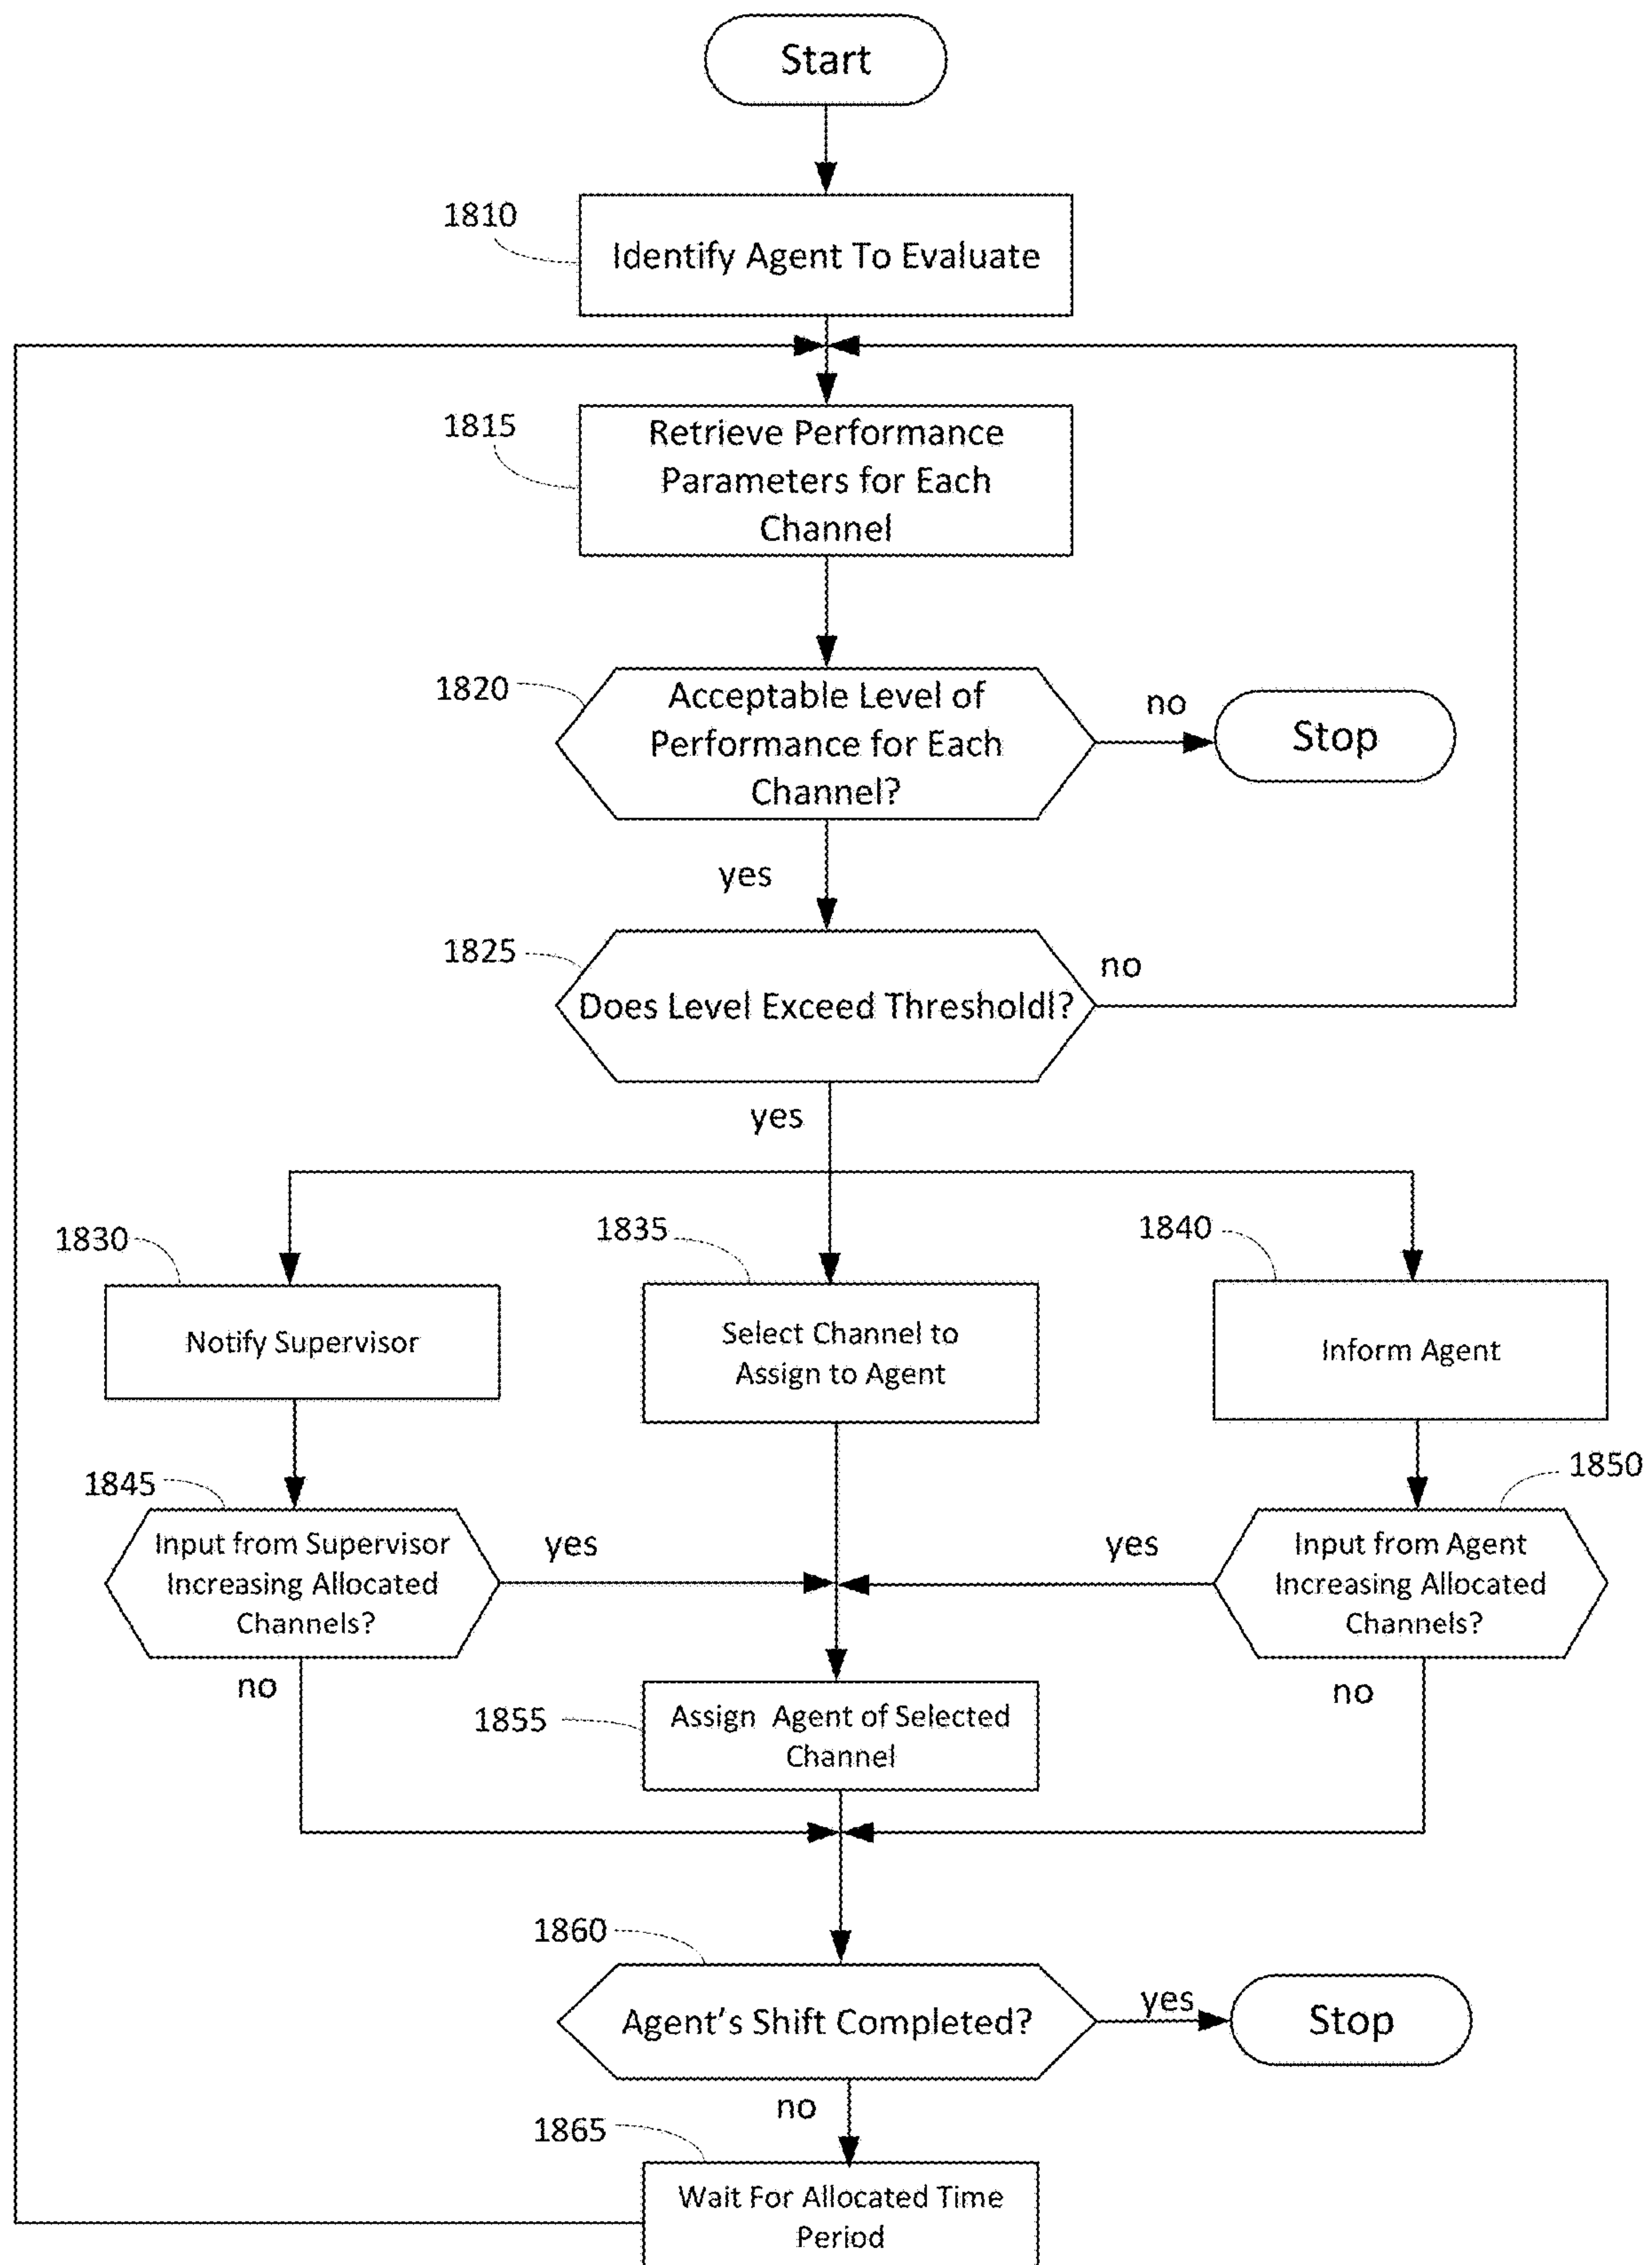 Start
1810
Identify Agent To Evaluate
1815
Retrieve Performance
Parameters for Each
Channel
1820
Acceptable Level of
Performance for Each
Channel?
no
Stop
yes
1825
Does Level Exceed Thresholdl?
no
yes
1830
1835
1840
Notify Supervisor
Select Channel to
Assign to Agent
Inform Agent
1845
1850
Input from Supervisor
Increasing Allocated
Channels?
yes
yes
Input from Agent
Increasing Allocated
Channels?
no
no
1855
Assign Agent of Selected
Channel
1860
Agent's Shift Completed?
yes
Stop
no
1865
Wait For Allocated Time
Period